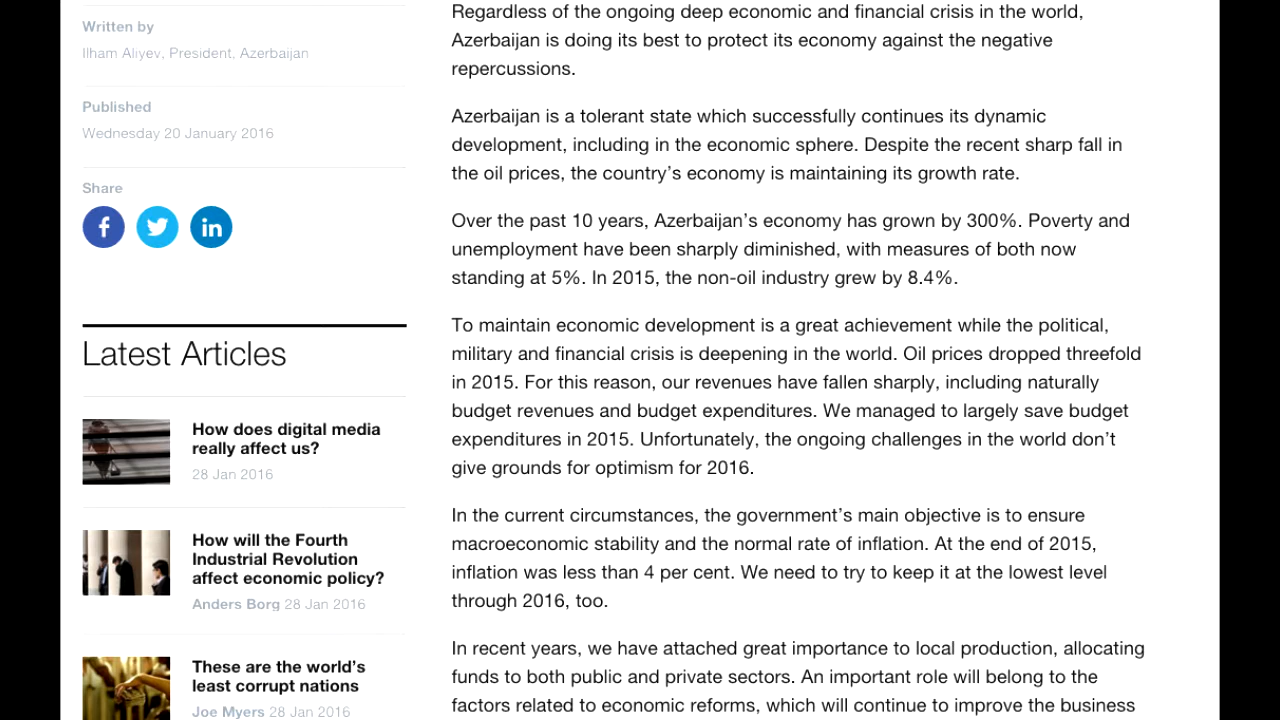 Written by
Ilham Aliyev, President, Azerbaijan
Published
Wednesday 20 January 2016
Share
Latest Articles
How does digital media
really affect us?
28 Jan 2016
How will the Fourth
Industrial Revolution
affect economic policy?
Anders Borg 28 Jan 2016
These are the world's
least corrupt nations
Joe Myers 28 Jan 2016
Regardless of the ongoing deep economic and financial crisis in the world,
Azerbaijan is doing its best to protect its economy against the negative
repercussions.
Azerbaijan is a tolerant state which successfully continues its dynamic
development, including in the economic sphere. Despite the recent sharp fall in
the oil prices, the country's economy is maintaining its growth rate.
Over the past 10 years, Azerbaijan's economy has grown by 300%. Poverty and
unemployment have been sharply diminished, with measures of both now
standing at 5%. In 2015, the non-oil industry grew by 8.4%.
To maintain economic development is a great achievement while the political,
military and financial crisis is deepening in the world. Oil prices dropped threefold
in 2015. For this reason, our revenues have fallen sharply, including naturally
budget revenues and budget expenditures. We managed to largely save budget
expenditures in 2015. Unfortunately, the ongoing challenges in the world don't
give grounds for optimism for 2016.
In the current circumstances, the government's main objective is to ensure
macroeconomic stability and the normal rate of inflation. At the end of 2015,
inflation was less than 4 per cent. We need to try to keep it at the lowest level
through 2016, too.
In recent years, we have attached great importance to local production, allocating
funds to both public and private sectors. An important role will belong to the
factors related to economic reforms, which will continue to improve the business